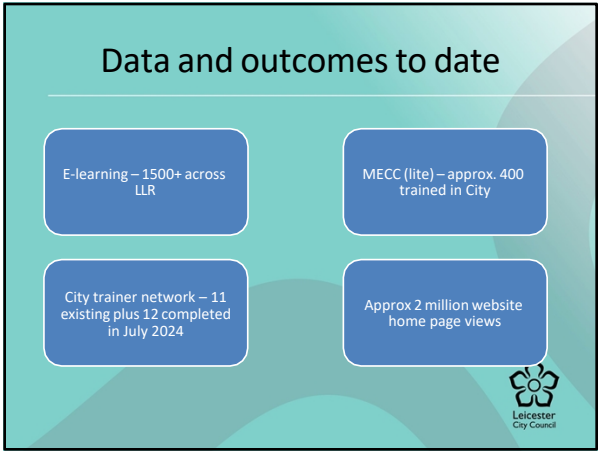 Data and outcomes to date
E-learning – 1500+ across
LLR
MECC (lite) – approx. 400
trained in City
City trainer network – 11
existing plus 12 completed
in July 2024
Approx 2 million website
home page views
Leicester
City Council